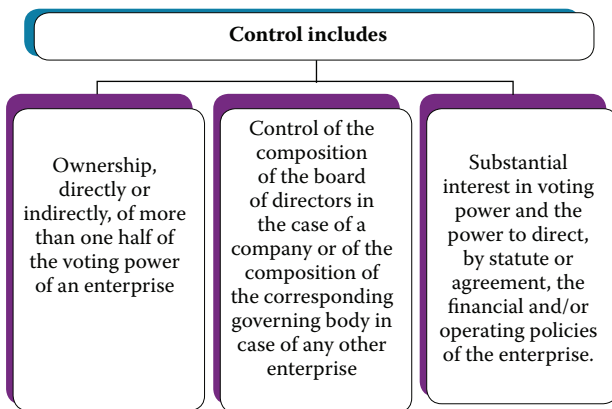 Control includes
Ownership,
directly or
indirectly, of more
than one half of
the voting power
of an enterprise
Control of the
composition
of the board
of directors in
the case of a
company or of the
composition of
the corresponding
governing body in
case of any other
enterprise
Substantial
interest in voting
power and the
power to direct,
by statute or
agreement, the
financial and/or
operating policies
of the enterprise.